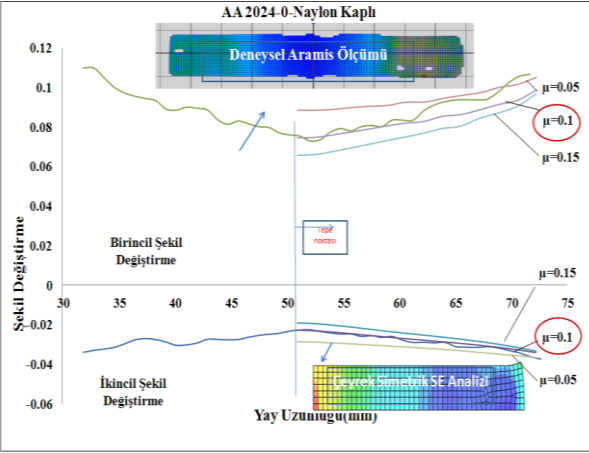 AA 2024-0-Naylon Kaplı
Deneysel Aramis Ölçümü
0.12
0.1
0.08
0.06
0.04
0.02
0
-0.02
-0.04
-0.06
Şekil Değiştirme
30
35
40
45
50
55
60
65
70
75
µ=0.05
µ=0.1
µ=0.15
Tepe
noktası
Birincil Şekil
Değiştirme
µ=0.15
µ=0.1
µ=0.05
İkincil Şekil
Değiştirme
Çeyrek Simetrik SE Analizi
Yay Uzunluğu(mm)